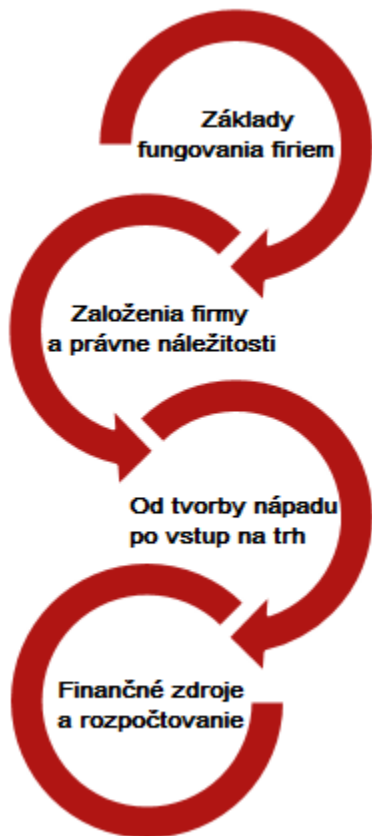 Základy
fungovania firiem
Založenia firmy
a právne náležitosti
Od tvorby nápadu
po vstup na trh
Finančné zdroje
a rozpočtovanie